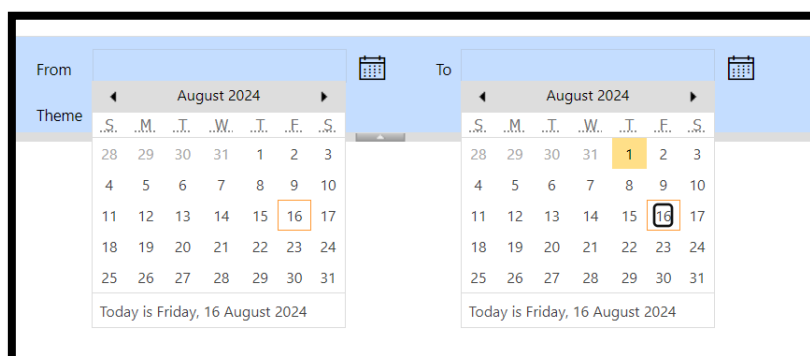 From
To
Theme
August 2024
S. M. T. W. T. F. S.
28 29 30 31 1 2 3
4 5 6 7 8 9 10
11 12 13 14 15 16 17
18 19 20 21 22 23 24
25 26 27 28 29 30 31
Today is Friday, 16 August 2024
August 2024
S. M. T. W. T. F. S.
28 29 30 31 1 2 3
4 5 6 7 8 9 10
11 12 13 14 15 16 17
18 19 20 21 22 23 24
25 26 27 28 29 30 31
Today is Friday, 16 August 2024